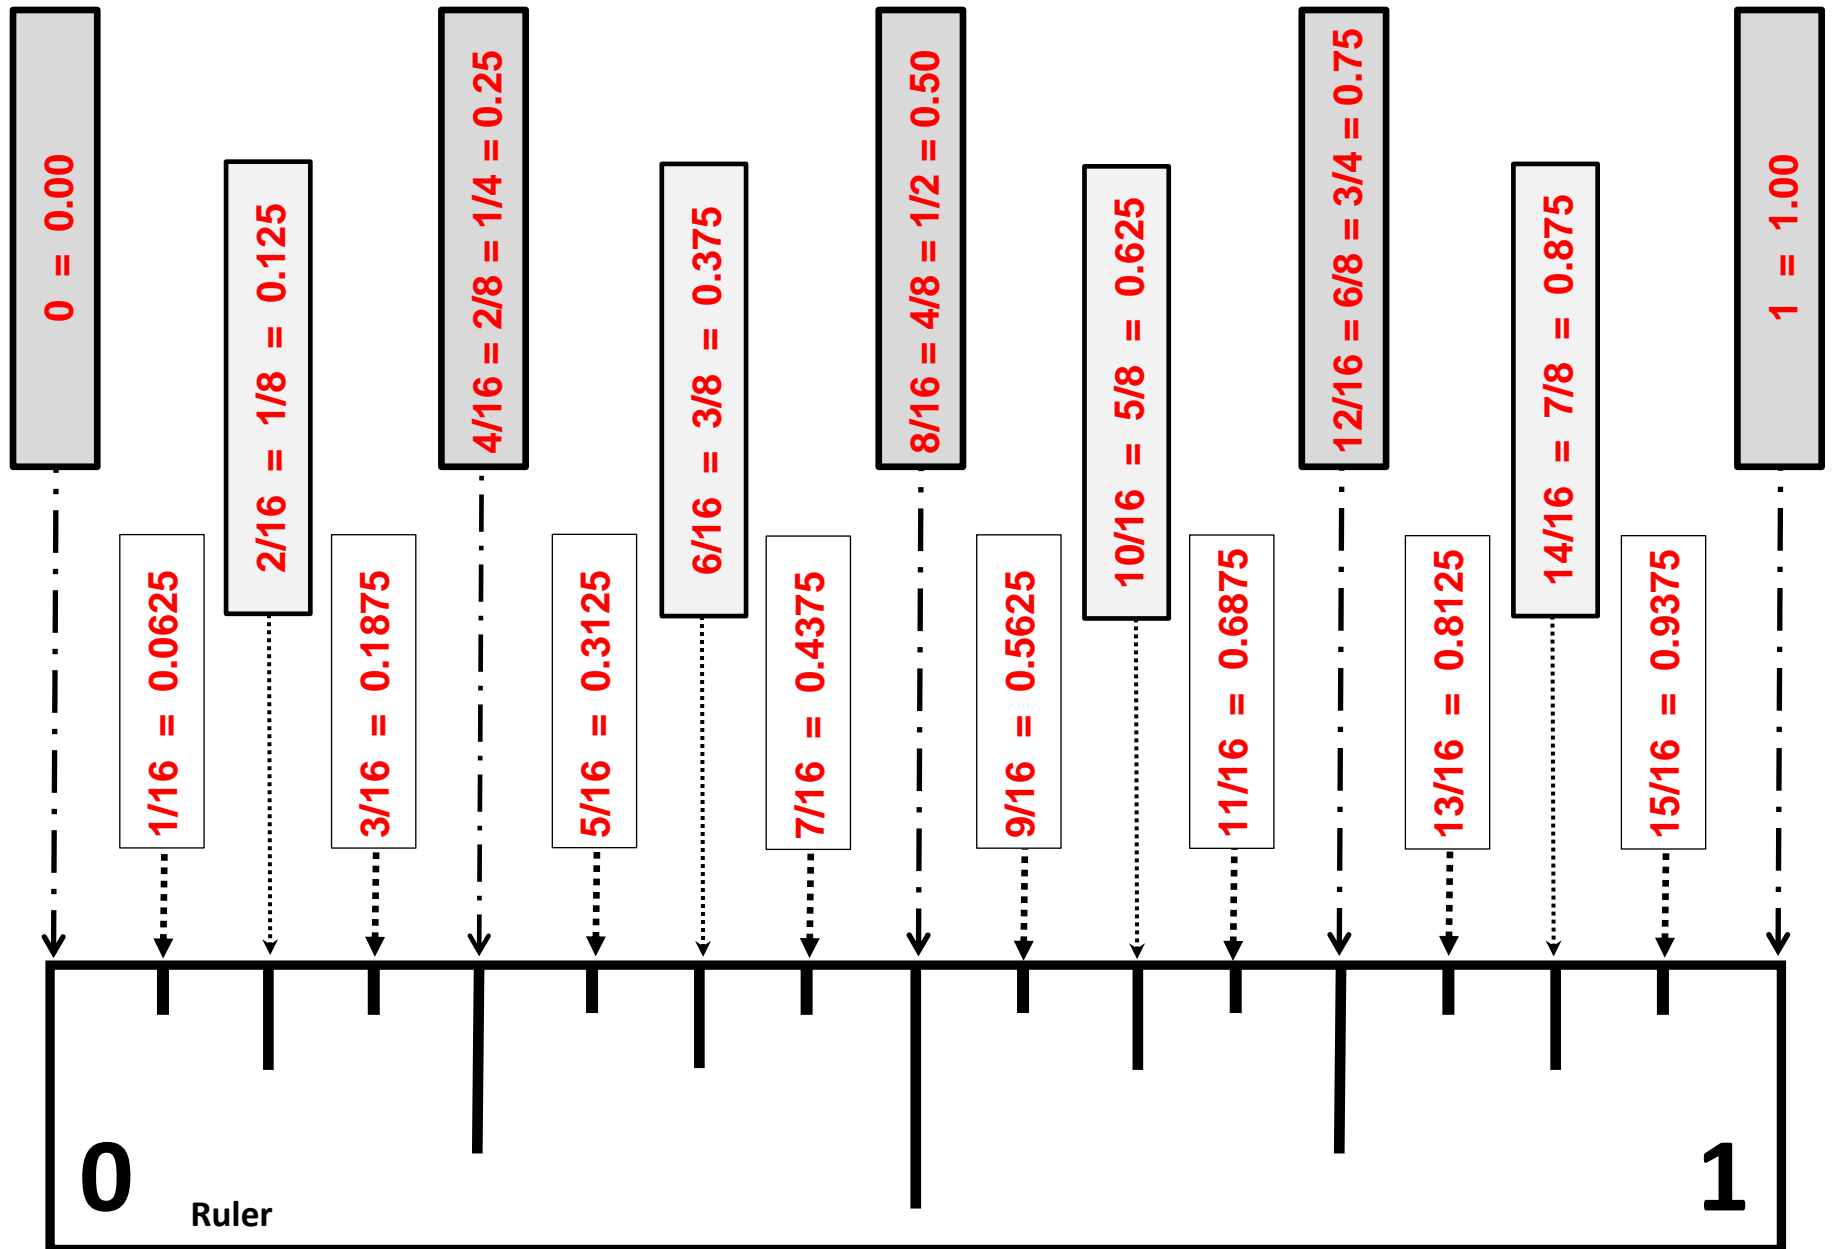 0 = 0.00
1/16 = 0.0625
2/16 = 1/8 = 0.125
3/16 = 0.1875
4/16 = 2/8 = 1/4 = 0.25
5/16 = 0.3125
6/16 = 3/8 = 0.375
7/16 = 0.4375
8/16 = 4/8 = 1/2 = 0.50
9/16 = 0.5625
10/16 = 5/8 = 0.625
11/16 = 0.6875
12/16 = 6/8 = 3/4 = 0.75
13/16 = 0.8125
14/16 = 7/8 = 0.875
15/16 = 0.9375
1 = 1.00
0
1
Ruler